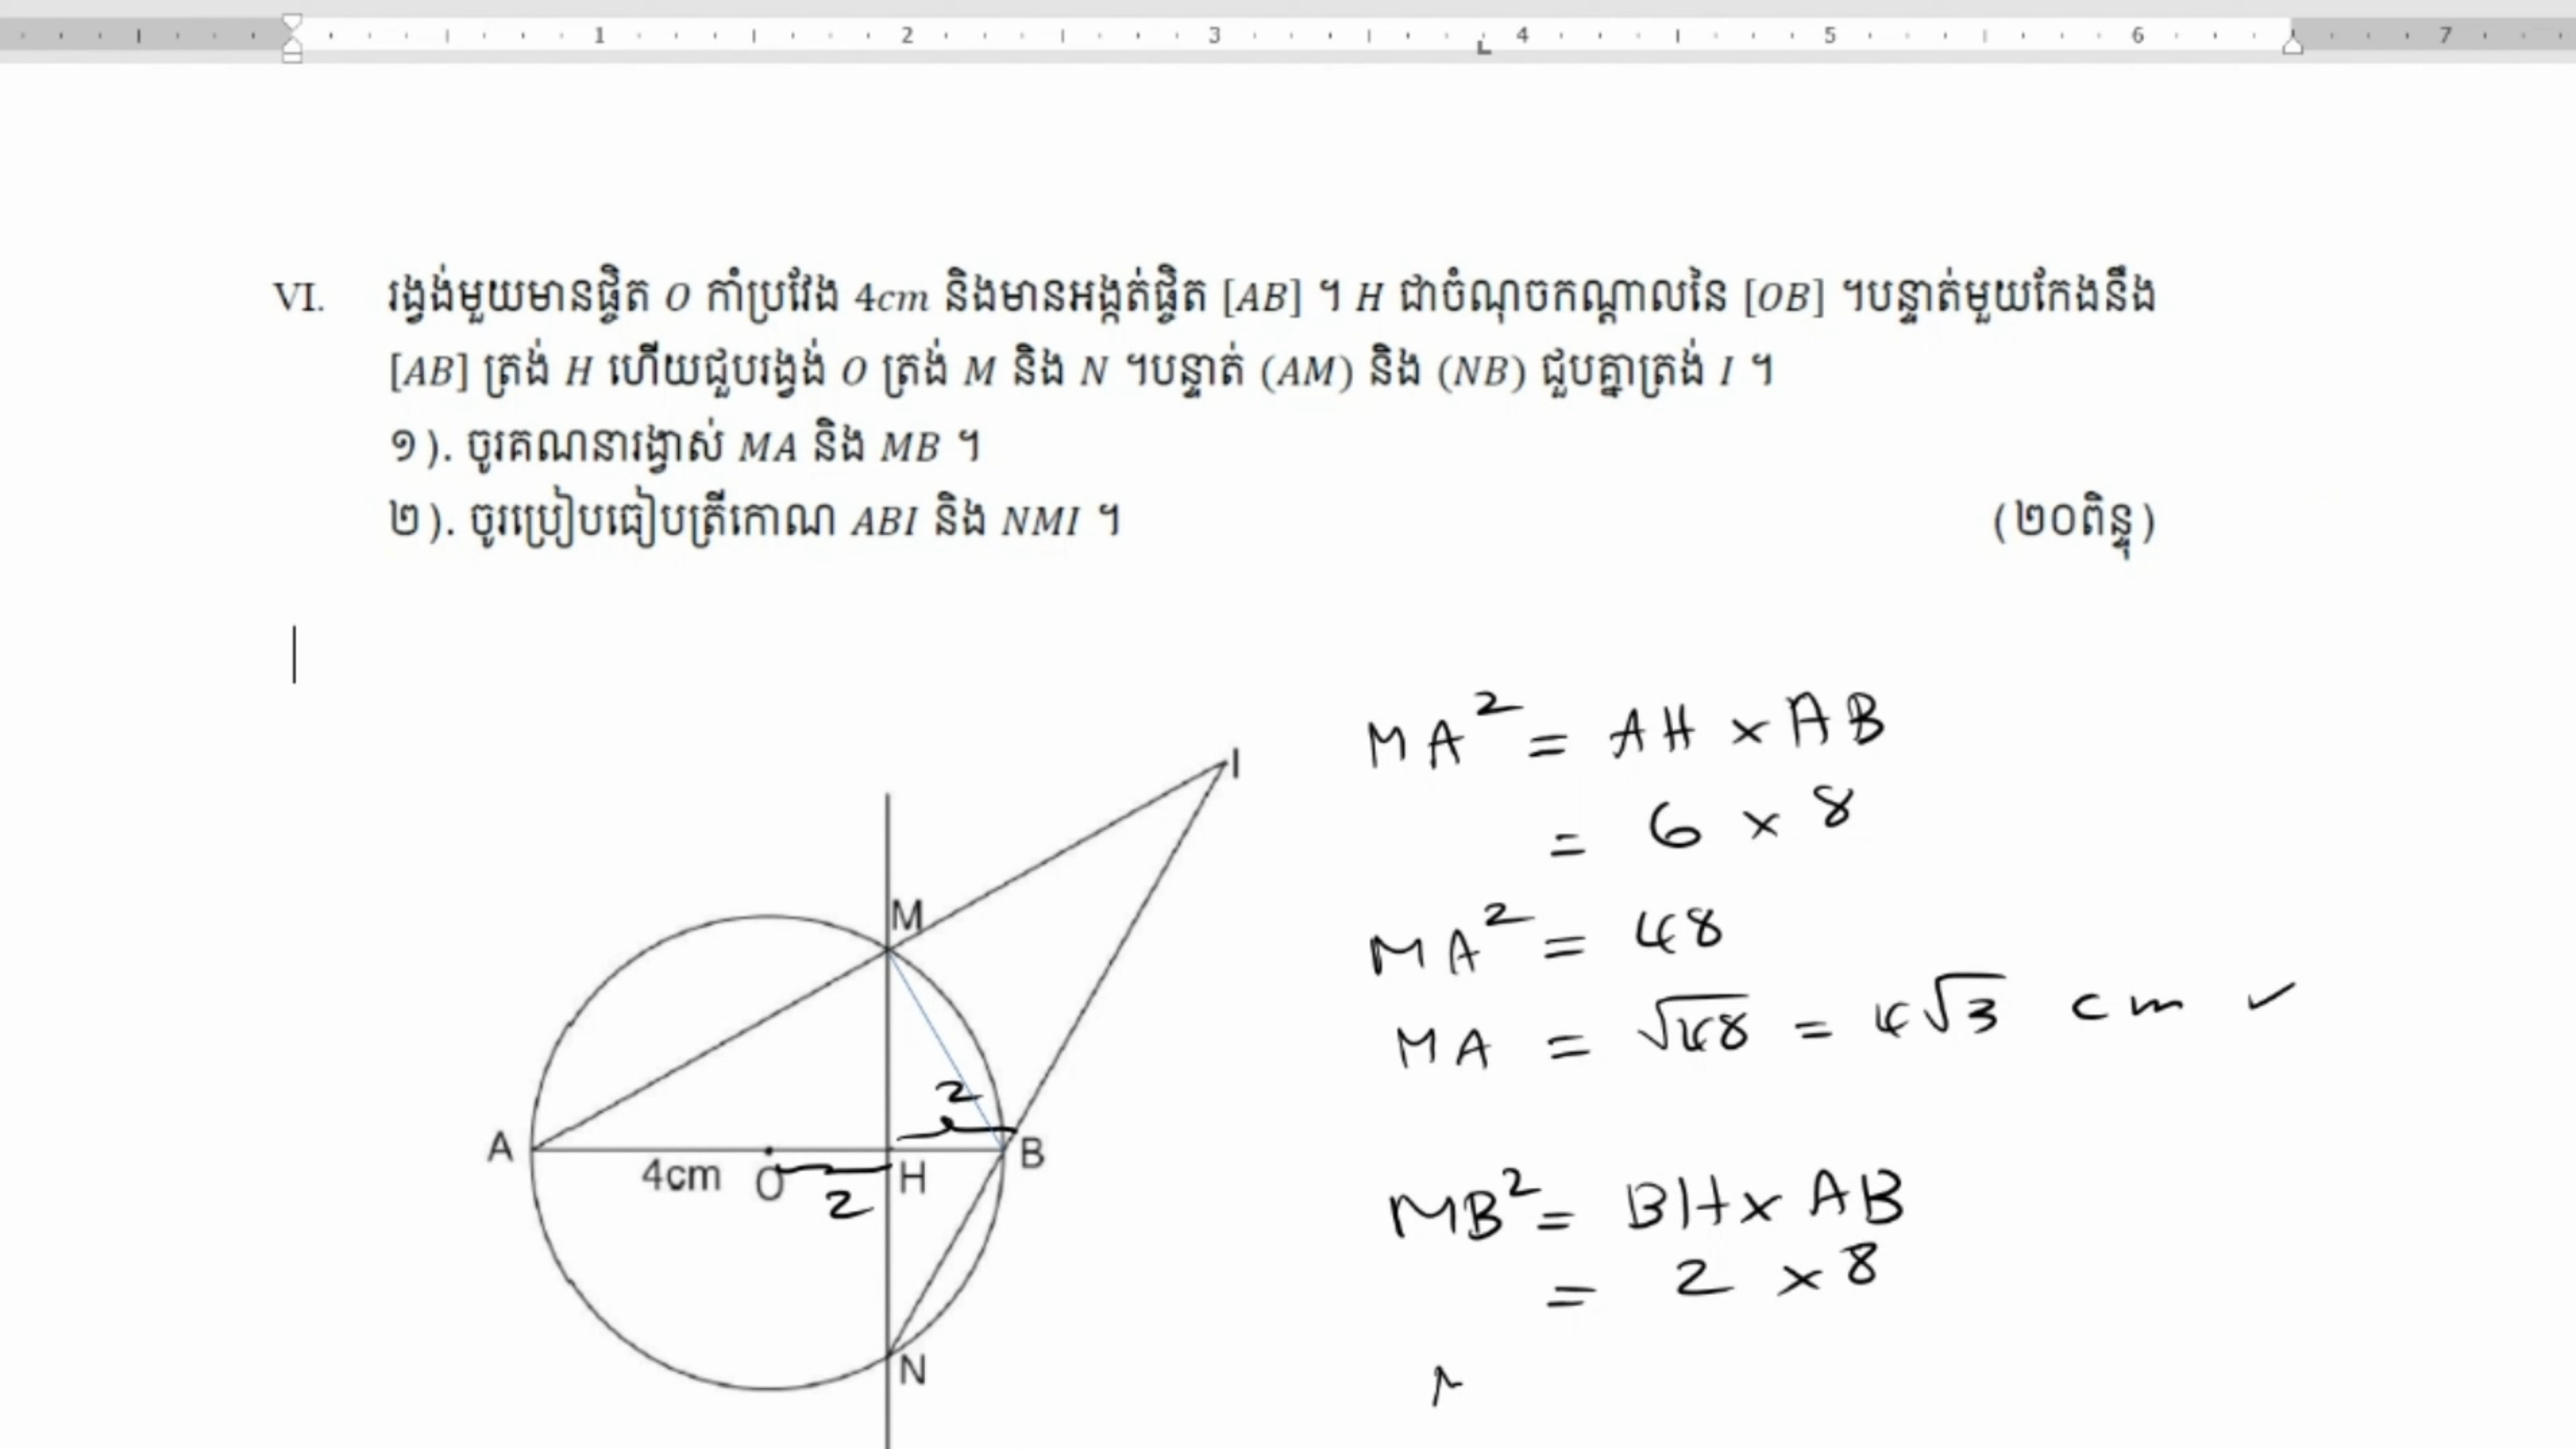 1 2 3 4 5 6 7
VI. រង្វង់មួយមានផ្ចិត O កាំប្រវែង 4cm និងមានអង្កត់ផ្ចិត [AB] ។ H ជាចំណុចកណ្តាលនៃ [OB] ។បន្ទាត់មួយកែងនឹង
[AB] ត្រង់ H ហើយជួបរង្វង់ O ត្រង់ M និង N ។បន្ទាត់ (AM) និង (NB) ជួបគ្នាត្រង់ I ។
១). ចូរគណនារង្វាស់ MA និង MB ។
២). ចូរប្រៀបធៀបត្រីកោណ ABI និង NMI ។ (២០ពិន្ទុ)
MA² = AH × AB
= 6 × 8
MA² = 48
MA = √48 = 4√3 cm ✓
MB² = BH × AB
= 2 × 8
M
I
M
2
A 4cm O H B
2
N